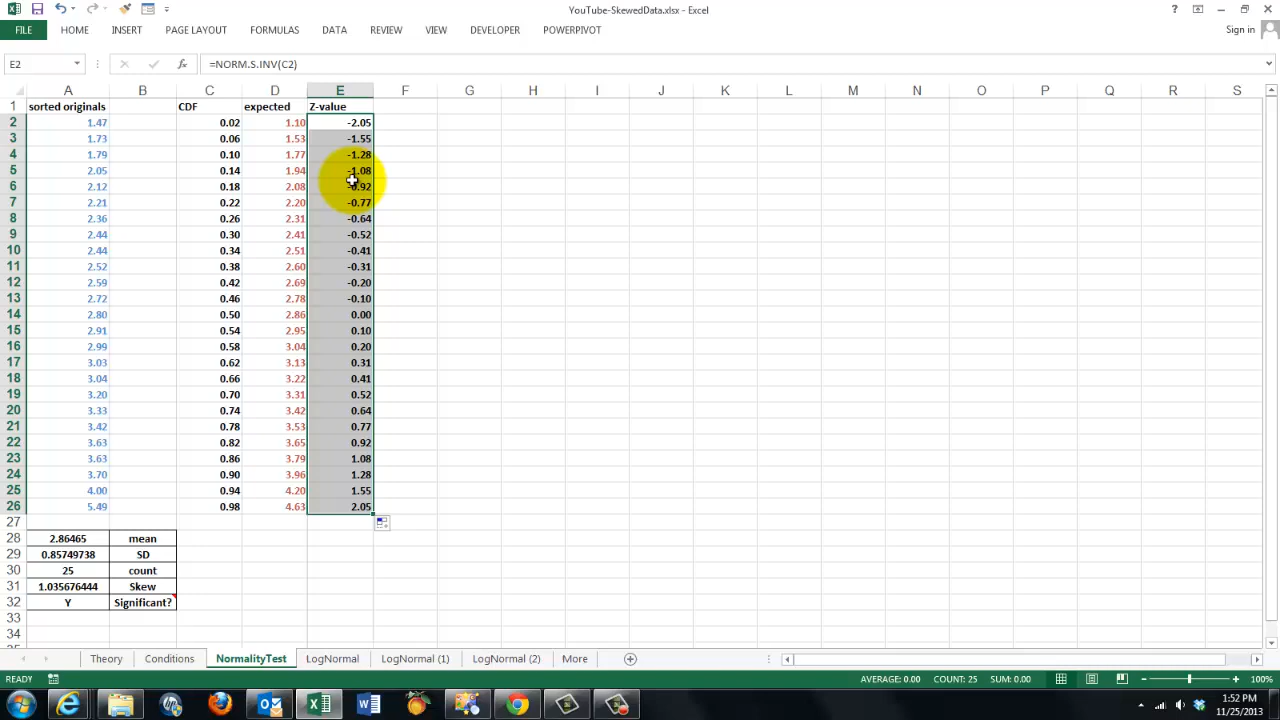 YouTube-SkewedData.xlsx - Excel
FILE HOME INSERT PAGE LAYOUT FORMULAS DATA REVIEW VIEW DEVELOPER POWERPIVOT Sign in
E2 fx =NORM.S.INV(C2)
A B C D E F G H I J K L M N O P Q R S
1 sorted originals CDF expected Z-value
2 1.47 0.02 1.10 -2.05
3 1.73 0.06 1.53 -1.55
4 1.79 0.10 1.77 -1.28
5 2.05 0.14 1.94 -1.08
6 2.12 0.18 2.08 -0.92
7 2.21 0.22 2.20 -0.77
8 2.36 0.26 2.31 -0.64
9 2.44 0.30 2.41 -0.52
10 2.44 0.34 2.51 -0.41
11 2.52 0.38 2.60 -0.31
12 2.59 0.42 2.69 -0.20
13 2.72 0.46 2.78 -0.10
14 2.80 0.50 2.86 0.00
15 2.91 0.54 2.95 0.10
16 2.99 0.58 3.04 0.20
17 3.03 0.62 3.13 0.31
18 3.04 0.66 3.22 0.41
19 3.20 0.70 3.31 0.52
20 3.33 0.74 3.42 0.64
21 3.42 0.78 3.53 0.77
22 3.63 0.82 3.65 0.92
23 3.63 0.86 3.79 1.08
24 3.70 0.90 3.96 1.28
25 4.00 0.94 4.20 1.55
26 5.49 0.98 4.63 2.05
27
28 2.86465 mean
29 0.85749738 SD
30 25 count
31 1.035676444 Skew
32 Y Significant?
33
34
Theory Conditions NormalityTest LogNormal LogNormal (1) LogNormal (2) More
READY AVERAGE: 0.00 COUNT: 25 SUM: 0.00 100%
1:52 PM
11/25/2013